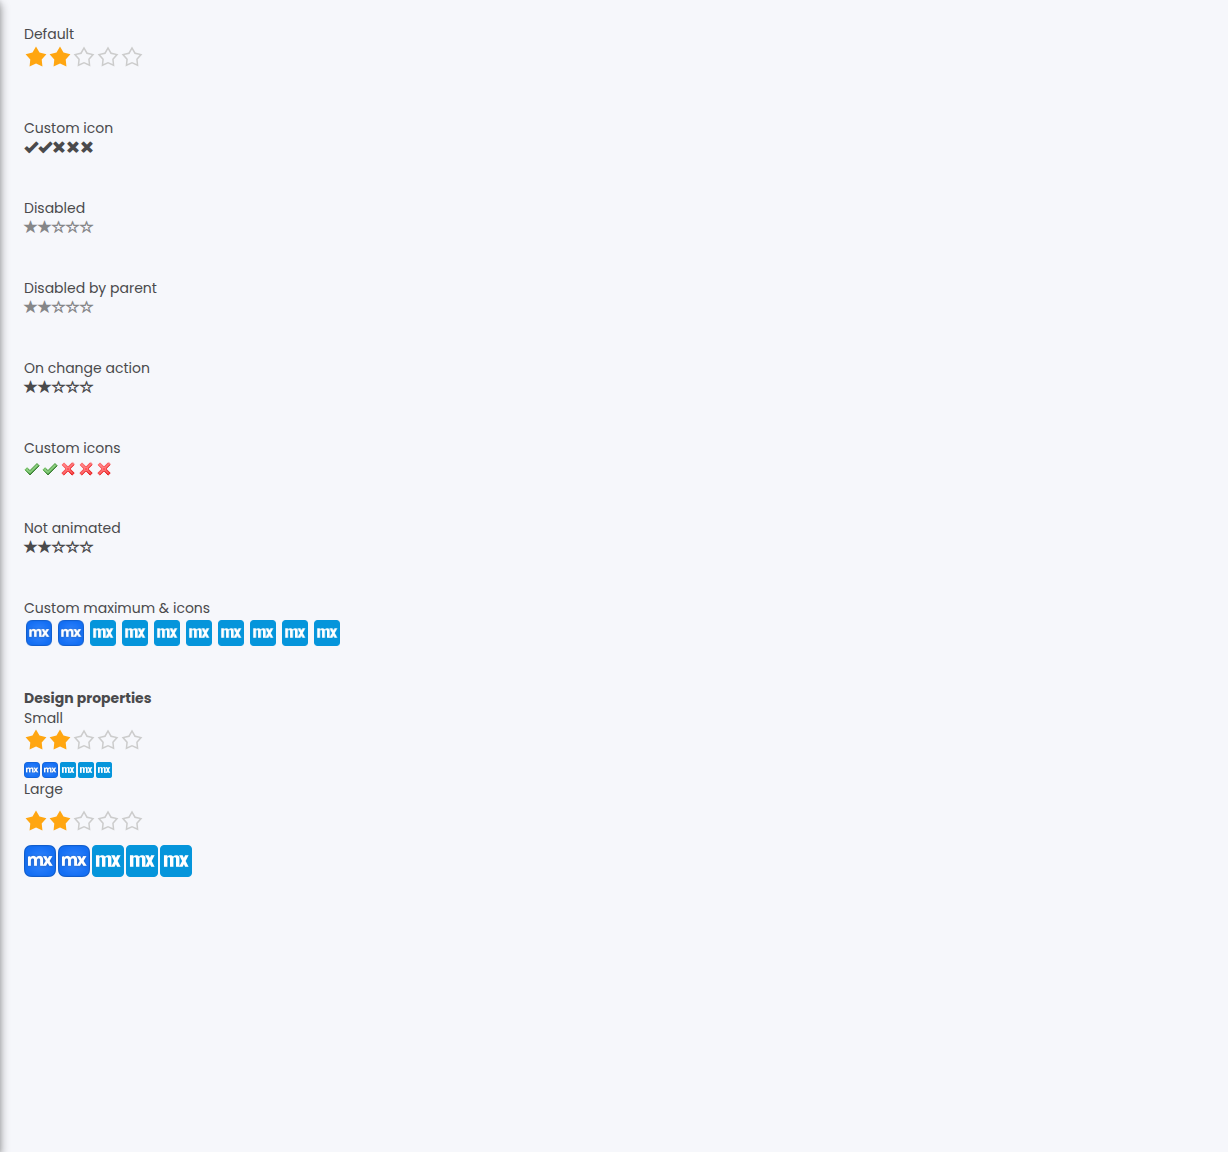 Default
Custom icon
Disabled
Disabled by parent
On change action
Custom icons
Not animated
Custom maximum & icons
mx mx mx mx mx mx mx mx mx mx
Design properties
Small
mx mx mx mx mx
Large
mx mx mx mx mx